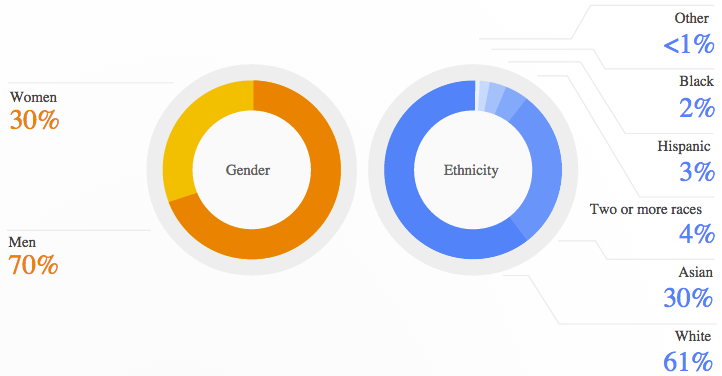 Women
30%
Men
70%
Gender
Ethnicity
Other
<1%
Black
2%
Hispanic
3%
Two or more races
4%
Asian
30%
White
61%